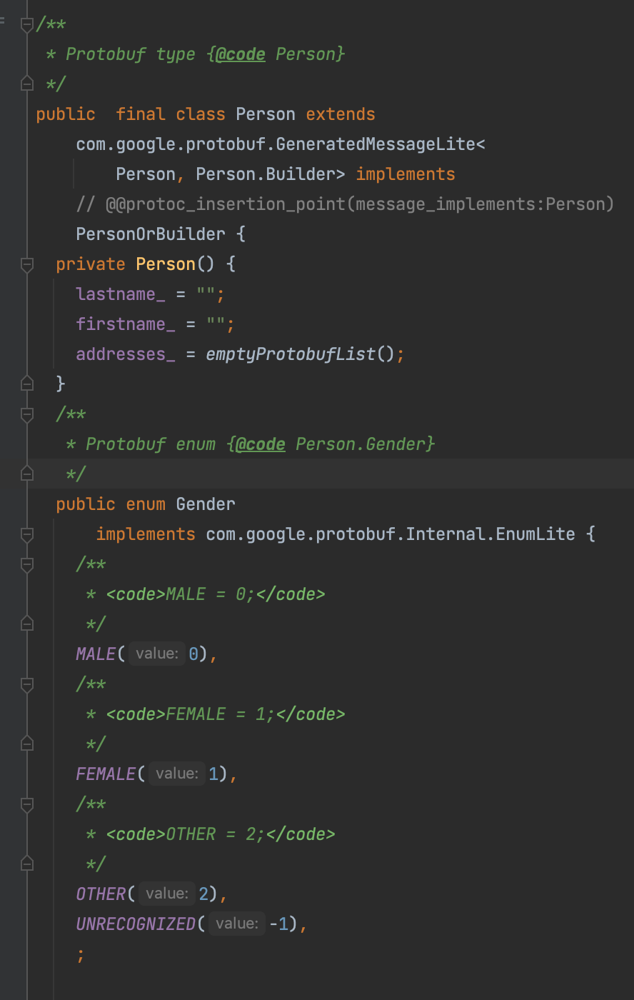 /**
 * Protobuf type {@code Person}
 */
public  final class Person extends
    com.google.protobuf.GeneratedMessageLite<
        Person, Person.Builder> implements
    // @@protoc_insertion_point(message_implements:Person)
    PersonOrBuilder {
  private Person() {
    lastname_ = "";
    firstname_ = "";
    addresses_ = emptyProtobufList();
  }
  /**
   * Protobuf enum {@code Person.Gender}
   */
  public enum Gender
      implements com.google.protobuf.Internal.EnumLite {
    /**
     * <code>MALE = 0;</code>
     */
    MALE( value: 0),
    /**
     * <code>FEMALE = 1;</code>
     */
    FEMALE( value: 1),
    /**
     * <code>OTHER = 2;</code>
     */
    OTHER( value: 2),
    UNRECOGNIZED( value: -1),
    ;